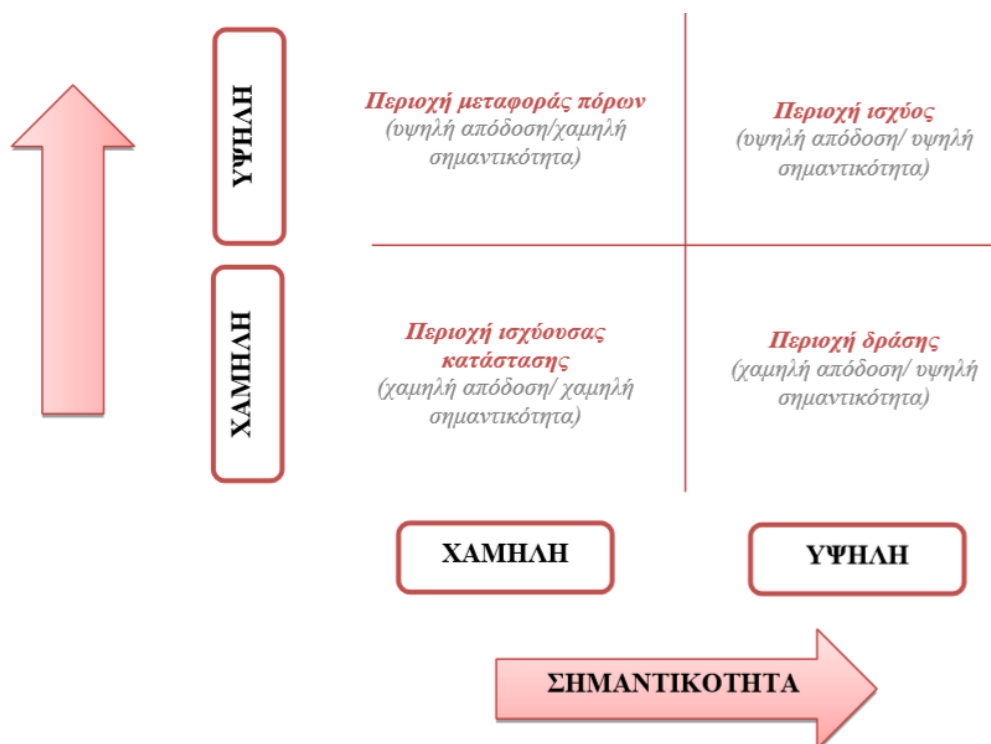 ΥΨΗΛΗ
Περιοχή μεταφοράς πόρων
(υψηλή απόδοση/χαμηλή
σημαντικότητα)
Περιοχή ισχύος
(υψηλή απόδοση/ υψηλή
σημαντικότητα)
ΧΑΜΗΛΗ
Περιοχή ισχύουσας
κατάστασης
(χαμηλή απόδοση/ χαμηλή
σημαντικότητα)
Περιοχή δράσης
(χαμηλή απόδοση/ υψηλή
σημαντικότητα)
ΧΑΜΗΛΗ
ΥΨΗΛΗ
ΣΗΜΑΝΤΙΚΟΤΗΤΑ